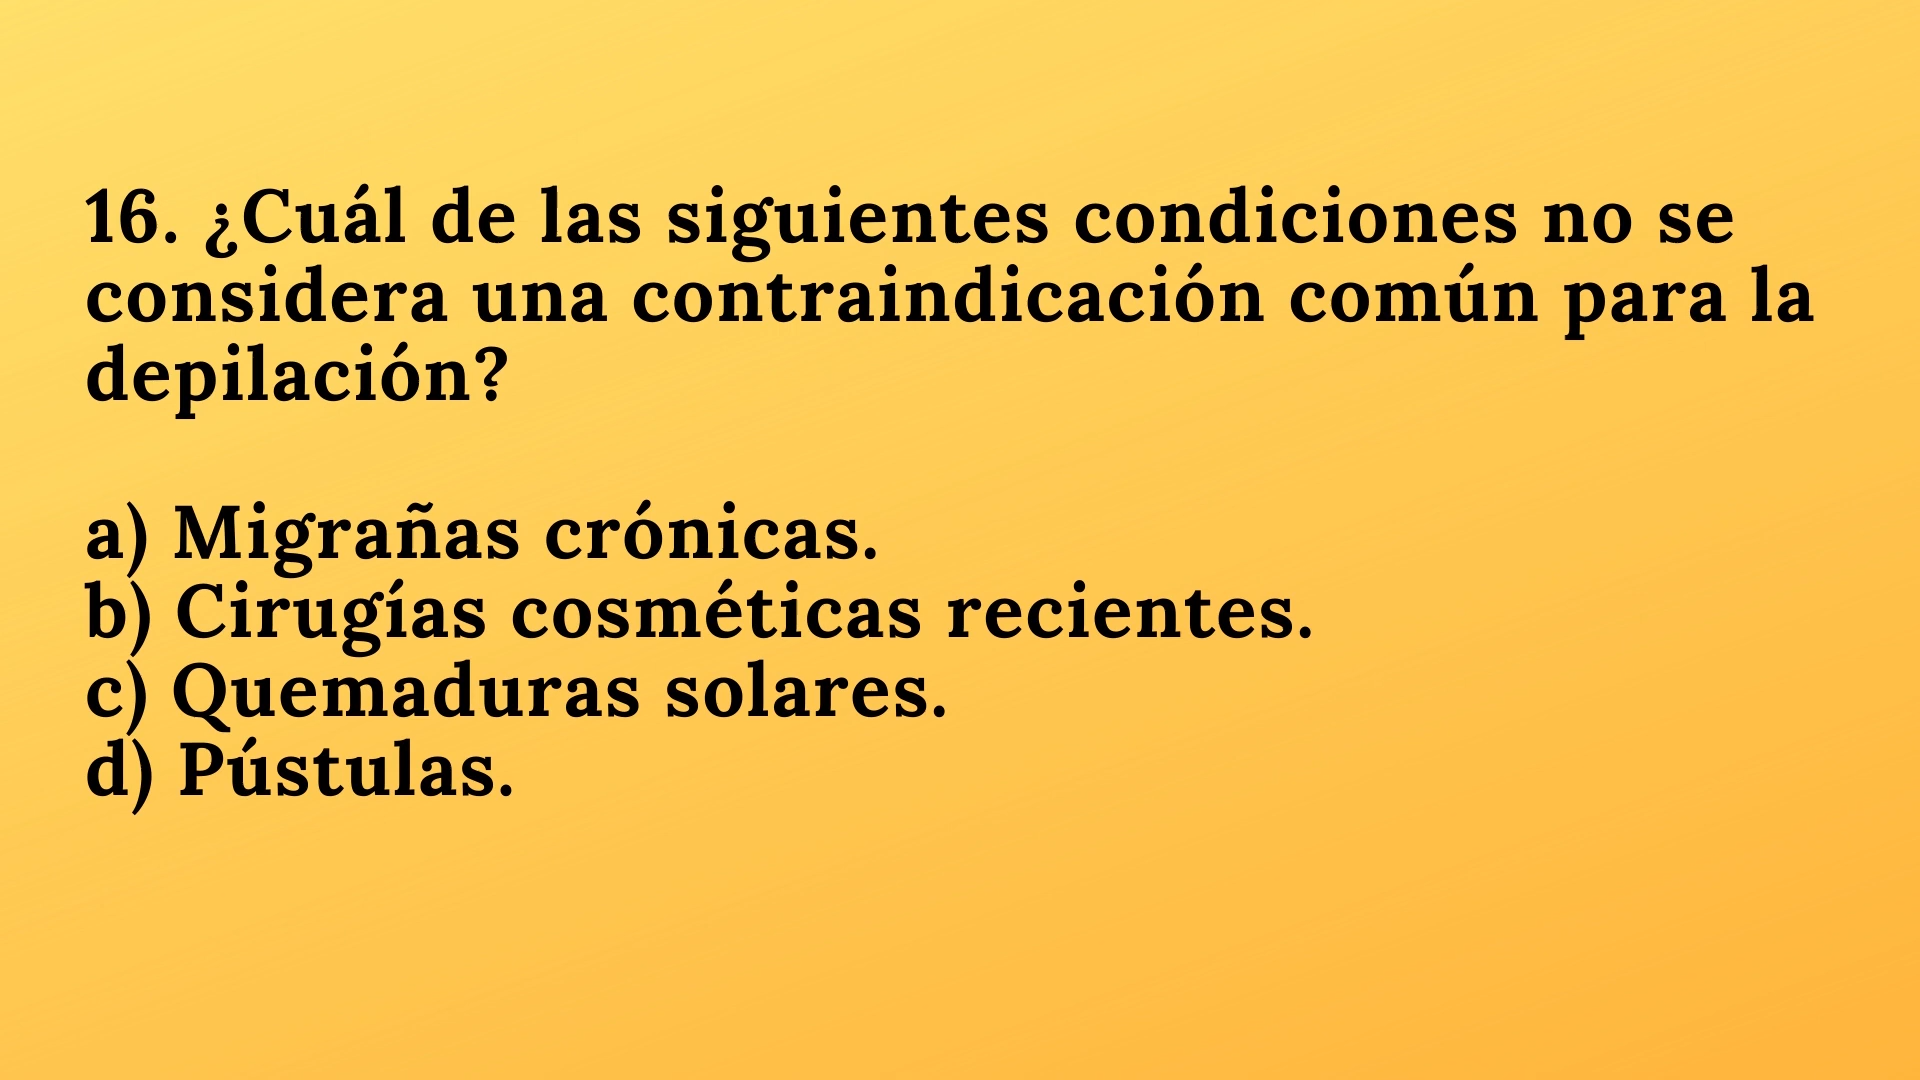 16. ¿Cuál de las siguientes condiciones no se
considera una contraindicación común para la
depilación?
a) Migrañas crónicas.
b) Cirugías cosméticas recientes.
c) Quemaduras solares.
d) Pústulas.